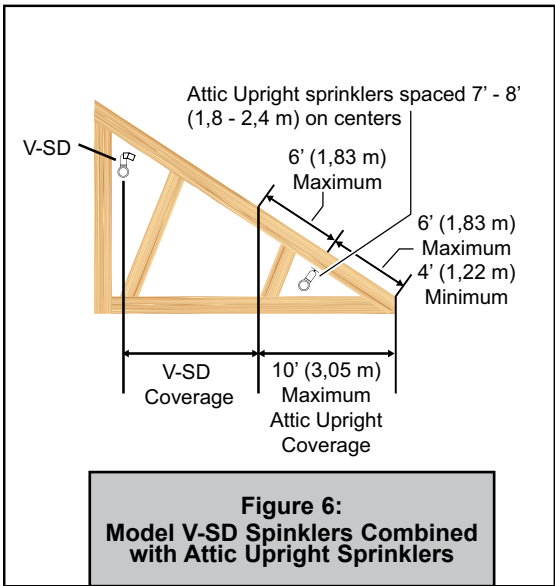 Attic Upright sprinklers spaced 7' - 8'
(1,8 - 2,4 m) on centers
V-SD
6' (1,83 m)
Maximum
6' (1,83 m)
Maximum
4' (1,22 m)
Minimum
V-SD
Coverage
10' (3,05 m)
Maximum
Attic Upright
Coverage
Figure 6:
Model V-SD Spinklers Combined
with Attic Upright Sprinklers